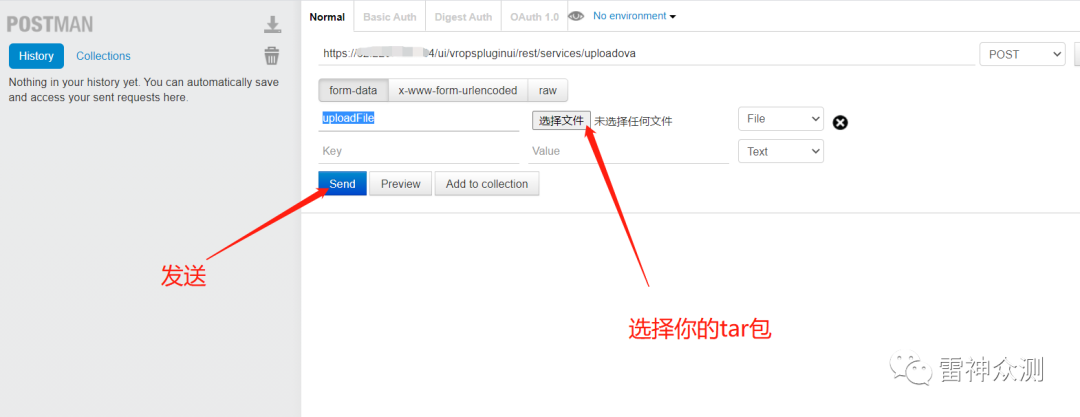 POSTMAN
History Collections
Nothing in your history yet. You can automatically save
and access your sent requests here.
Normal Basic Auth Digest Auth OAuth 1.0 No environment
https:// 4/ui/vropspluginui/rest/services/uploadova POST
form-data x-www-form-urlencoded raw
uploadFile 选择文件 未选择任何文件 File
Key Value Text
Send Preview Add to collection
发送
选择你的tar包
雷神众测